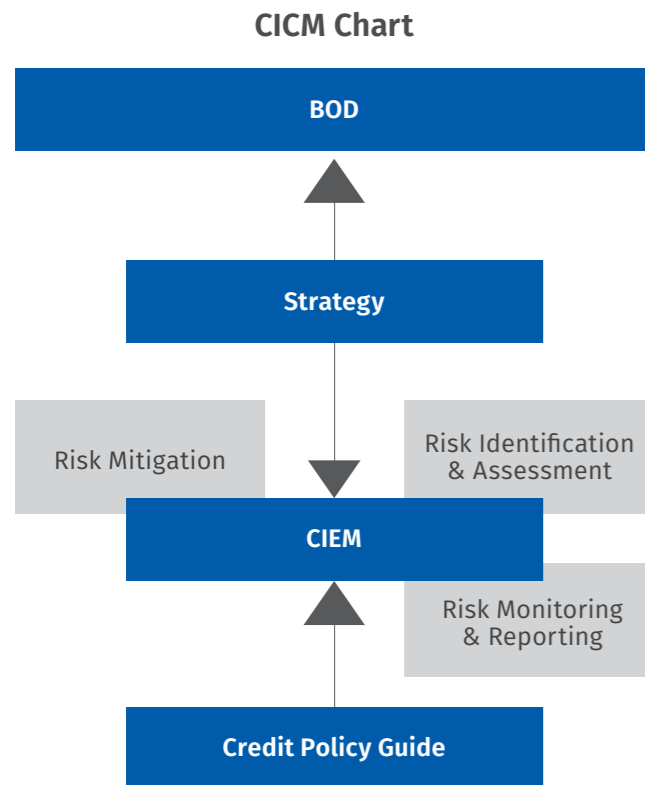 CICM Chart
BOD
Strategy
Risk Mitigation
Risk Identification
& Assessment
CIEM
Risk Monitoring
& Reporting
Credit Policy Guide